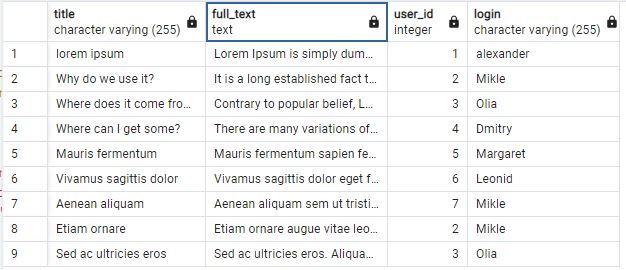 title full_text user_id login
character varying (255) text integer character varying (255)
1 lorem ipsum Lorem Ipsum is simply dum... 1 alexander
2 Why do we use it? It is a long established fact t... 2 Mikle
3 Where does it come fro... Contrary to popular belief, L... 3 Olia
4 Where can I get some? There are many variations of... 4 Dmitry
5 Mauris fermentum Mauris fermentum sapien fe... 5 Margaret
6 Vivamus sagittis dolor Vivamus sagittis dolor eget f... 6 Leonid
7 Aenean aliquam Aenean aliquam sem ut tristi... 7 Mikle
8 Etiam ornare Etiam ornare augue vitae leo... 2 Mikle
9 Sed ac ultricies eros Sed ac ultricies eros. Aliqua... 3 Olia